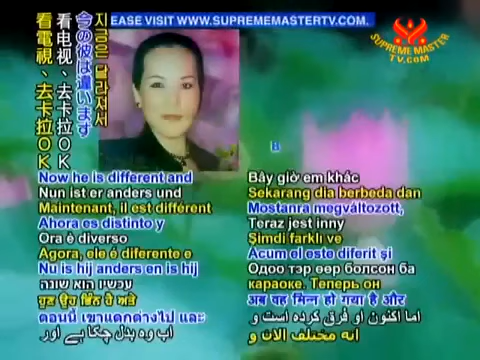 EASE VISIT WWW.SUPREMEMASTERTV.COM.
SUPREME MASTER
TV.COM
지금은 달라져서
今の彼は違います
看电视、去卡拉OK
看電視、去卡拉OK
Now he is different and
Nun ist er anders und
Maintenant, il est différent
Ahora es distinto y
Ora è diverso
Agora, ele é diferente e
Nu is hij anders en is hij
עכשיו הוא שונה
ਹੁਣ ਉਹ ਭਿੰਨ ਹੈ ਅਤੇ
ตอนนี้ เขาแตกต่างไป และ
اب وہ بدل چکا ہے اور
B
Bây giờ em khác
Sekarang dia berbeda dan
Mostanra megváltozott,
Teraz jest inny
Şimdi farklı ve
Acum el este diferit şi
Одоо тэр өөр болсон ба
караоке. Теперь он
अब वह भिन्न हो गया है और
اما اکنون او فرق کرده است و
انه مختلف الان و